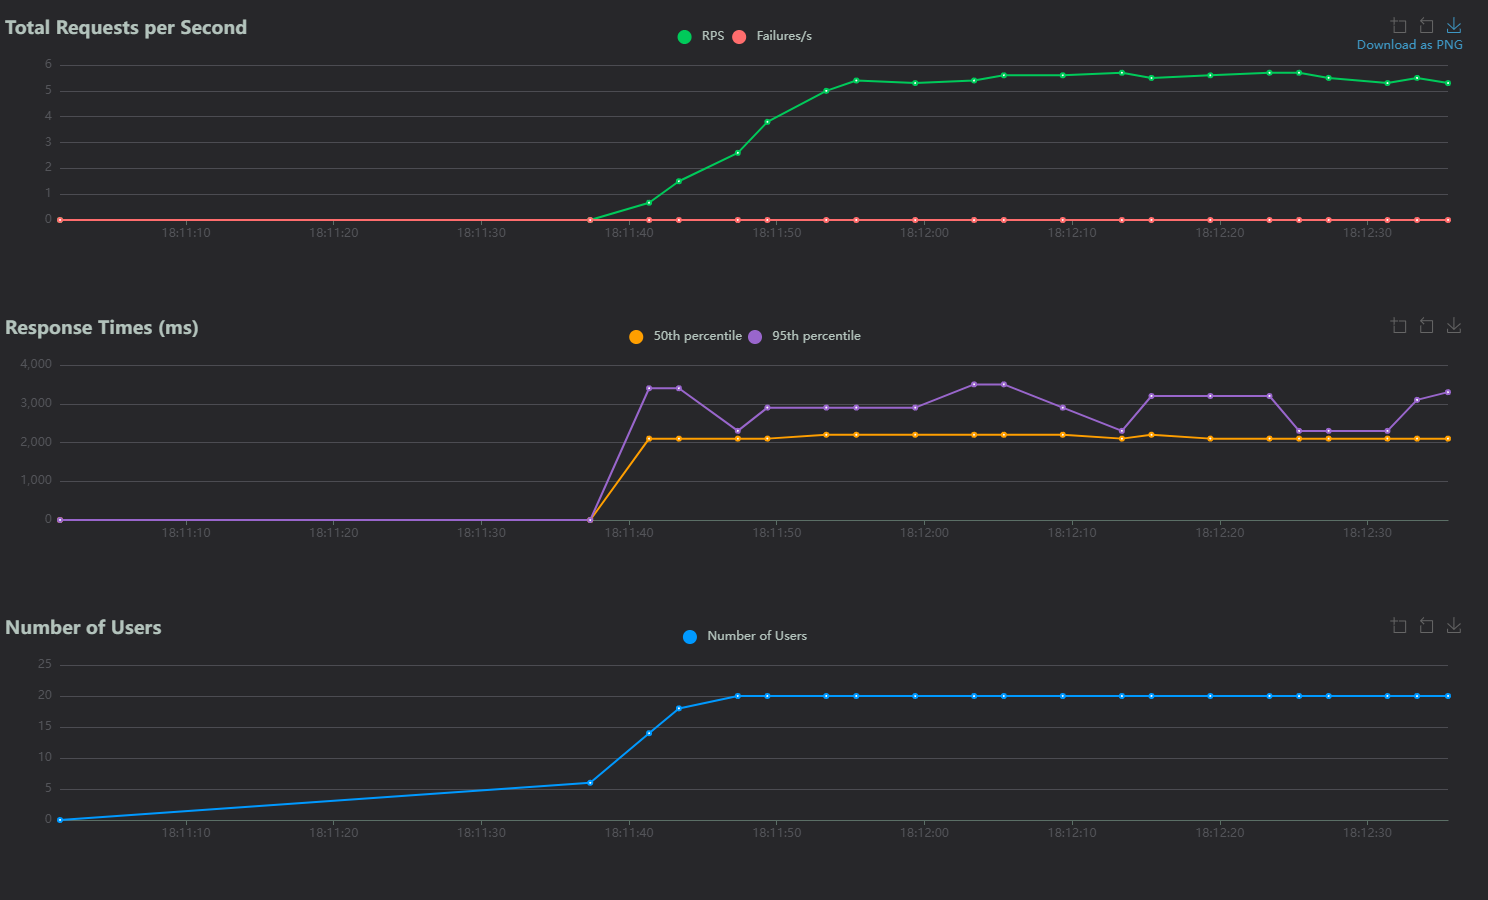 Total Requests per Second
RPS Failures/s
Download as PNG
6
5
4
3
2
1
0
18:11:10 18:11:20 18:11:30 18:11:40 18:11:50 18:12:00 18:12:10 18:12:20 18:12:30
Response Times (ms)
50th percentile 95th percentile
4,000
3,000
2,000
1,000
0
18:11:10 18:11:20 18:11:30 18:11:40 18:11:50 18:12:00 18:12:10 18:12:20 18:12:30
Number of Users
Number of Users
25
20
15
10
5
0
18:11:10 18:11:20 18:11:30 18:11:40 18:11:50 18:12:00 18:12:10 18:12:20 18:12:30